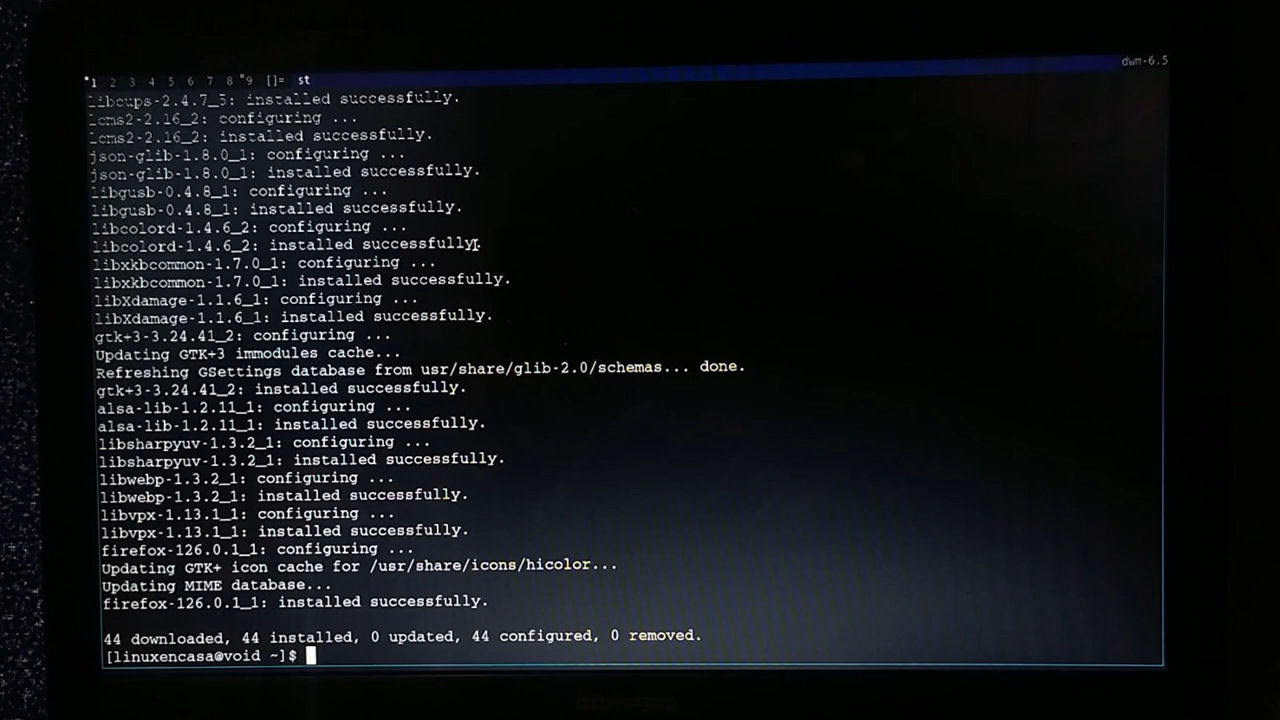 1 2 3 4 5 6 7 8 9 []= st
dwm-6.5
libcups-2.4.7_5: installed successfully.
lcms2-2.16_2: configuring ...
lcms2-2.16_2: installed successfully.
json-glib-1.8.0_1: configuring ...
json-glib-1.8.0_1: installed successfully.
libgusb-0.4.8_1: configuring ...
libgusb-0.4.8_1: installed successfully.
libcolord-1.4.6_2: configuring ...
libcolord-1.4.6_2: installed successfully.
libxkbcommon-1.7.0_1: configuring ...
libxkbcommon-1.7.0_1: installed successfully.
libXdamage-1.1.6_1: configuring ...
libXdamage-1.1.6_1: installed successfully.
gtk+3-3.24.41_2: configuring ...
Updating GTK+3 immodules cache...
Refreshing GSettings database from usr/share/glib-2.0/schemas... done.
gtk+3-3.24.41_2: installed successfully.
alsa-lib-1.2.11_1: configuring ...
alsa-lib-1.2.11_1: installed successfully.
libsharpyuv-1.3.2_1: configuring ...
libsharpyuv-1.3.2_1: installed successfully.
libwebp-1.3.2_1: configuring ...
libwebp-1.3.2_1: installed successfully.
libvpx-1.13.1_1: configuring ...
libvpx-1.13.1_1: installed successfully.
firefox-126.0.1_1: configuring ...
Updating GTK+ icon cache for /usr/share/icons/hicolor...
Updating MIME database...
firefox-126.0.1_1: installed successfully.
44 downloaded, 44 installed, 0 updated, 44 configured, 0 removed.
[linuxencasa@void ~]$